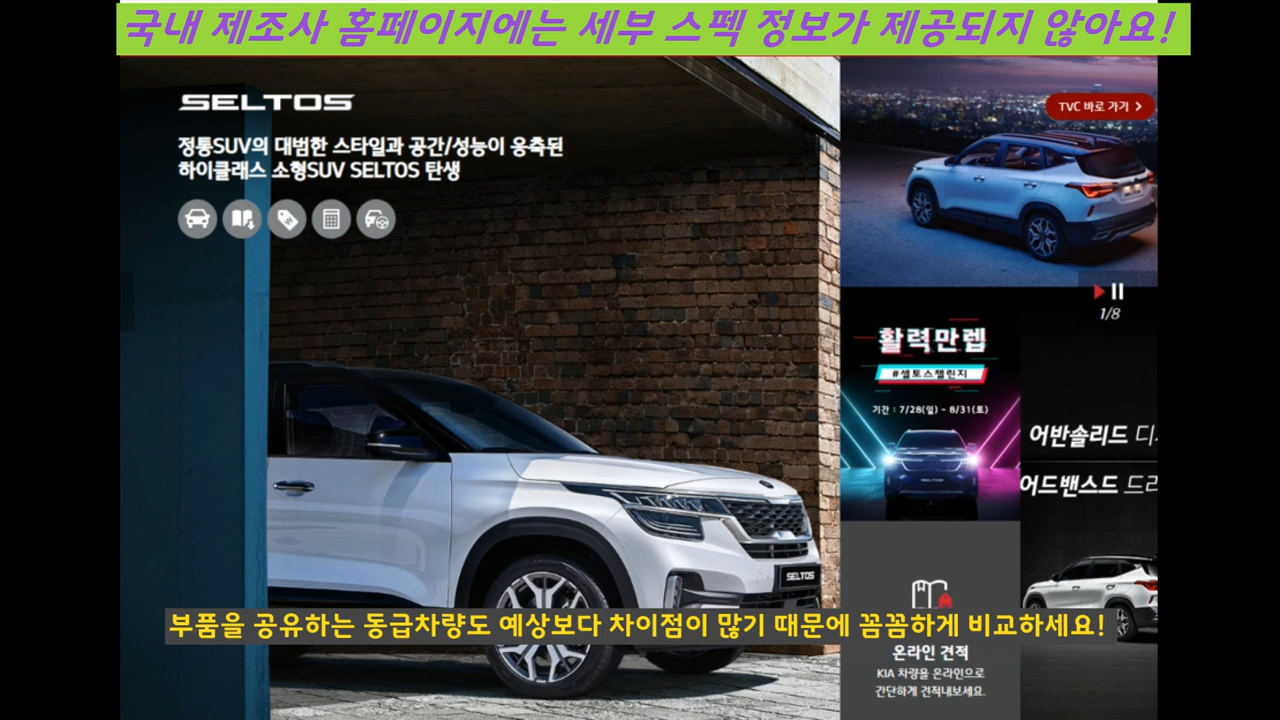 국내 제조사 홈페이지에는 세부 스펙 정보가 제공되지 않아요!
SELTOS
정통SUV의 대범한 스타일과 공간/성능이 응축된
하이클래스 소형SUV SELTOS 탄생
TVC 바로 가기
1/8
활력만렙
#셀토스챌린지
기간 : 7/28(일) - 8/31(토)
SELTOS
어반솔리드 디
어드밴스드 드라
SELTOS
부품을 공유하는 동급차량도 예상보다 차이점이 많기 때문에 꼼꼼하게 비교하세요!
온라인 견적
KIA 차량을 온라인으로
간단하게 견적내보세요.